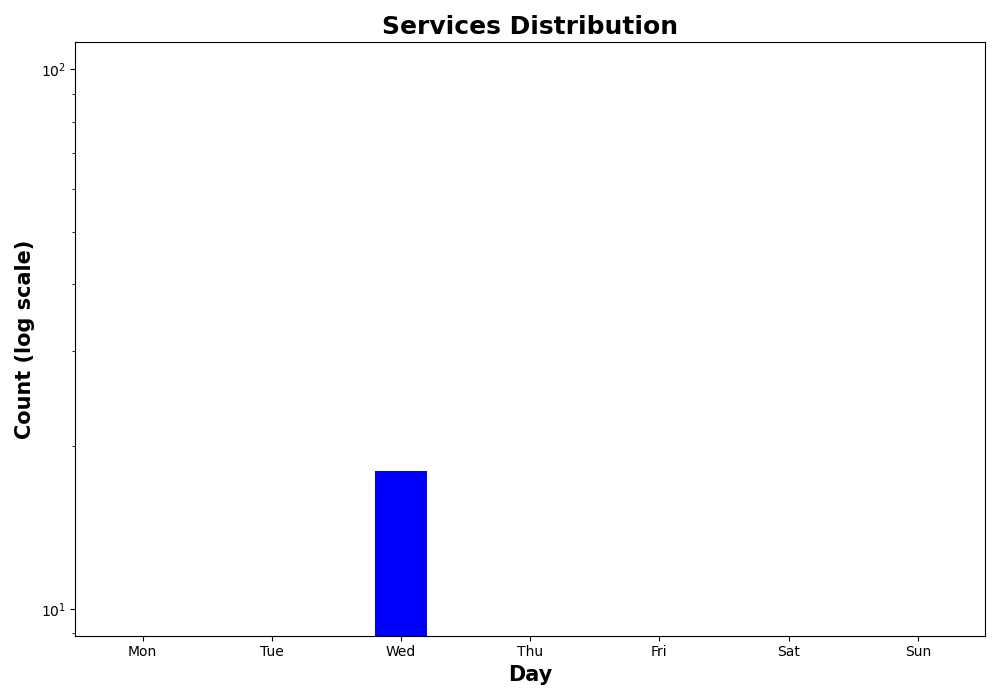 Services Distribution
Count (log scale)
10²
10¹
Mon Tue Wed Thu Fri Sat Sun
Day